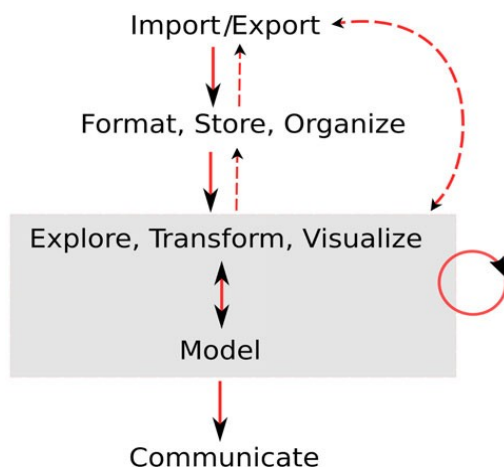 Import/Export
Format, Store, Organize
Explore, Transform, Visualize
Model
Communicate